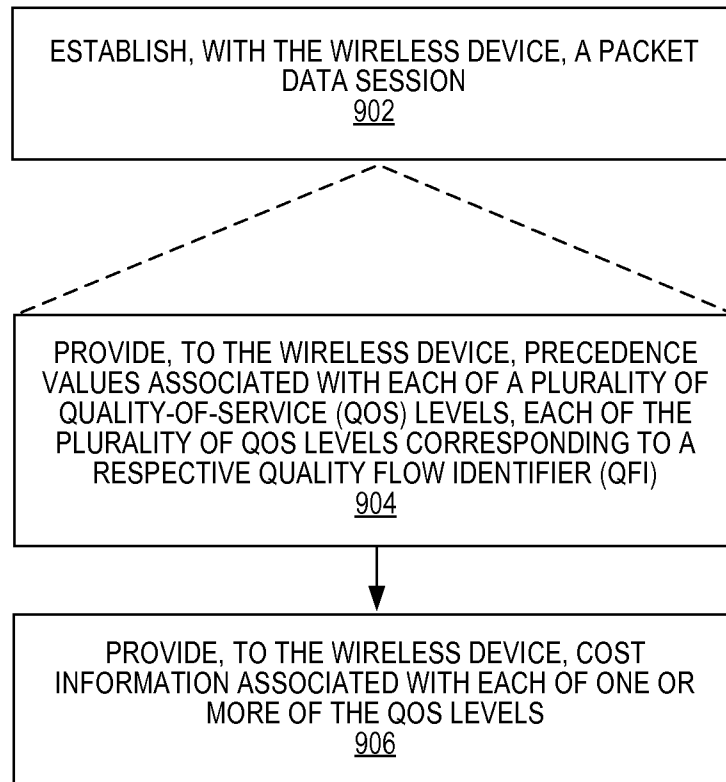 ESTABLISH, WITH THE WIRELESS DEVICE, A PACKET
DATA SESSION
902
PROVIDE, TO THE WIRELESS DEVICE, PRECEDENCE
VALUES ASSOCIATED WITH EACH OF A PLURALITY OF
QUALITY-OF-SERVICE (QOS) LEVELS, EACH OF THE
PLURALITY OF QOS LEVELS CORRESPONDING TO A
RESPECTIVE QUALITY FLOW IDENTIFIER (QFI)
904
PROVIDE, TO THE WIRELESS DEVICE, COST
INFORMATION ASSOCIATED WITH EACH OF ONE OR
MORE OF THE QOS LEVELS
906